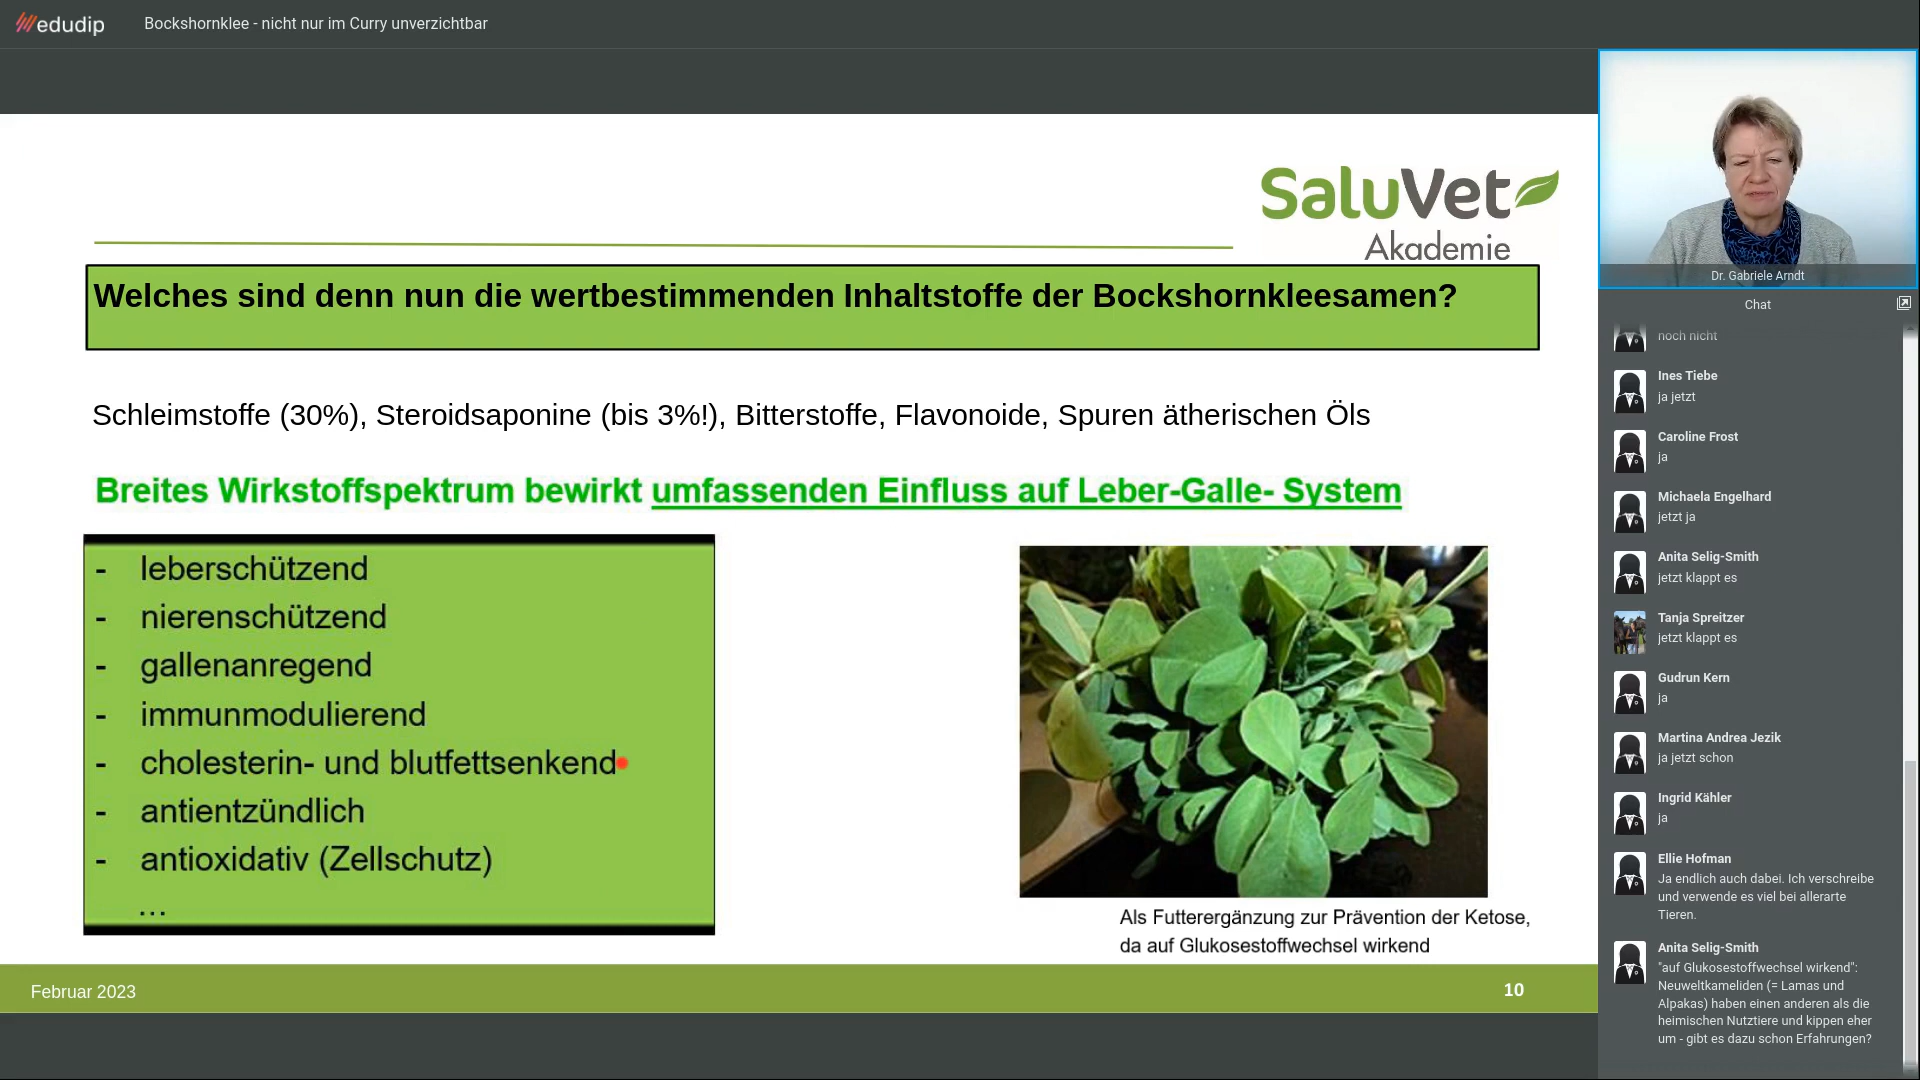 edudip
Bockshornklee - nicht nur im Curry unverzichtbar
SaluVet
Akademie
Welches sind denn nun die wertbestimmenden Inhaltstoffe der Bockshornkleesamen?
Schleimstoffe (30%), Steroidsaponine (bis 3%!), Bitterstoffe, Flavonoide, Spuren ätherischen Öls
Breites Wirkstoffspektrum bewirkt umfassenden Einfluss auf Leber-Galle- System
- leberschützend
- nierenschützend
- gallenanregend
- immunmodulierend
- cholesterin- und blutfettsenkend
- antientzündlich
- antioxidativ (Zellschutz)
...
Als Futterergänzung zur Prävention der Ketose,
da auf Glukosestoffwechsel wirkend
Februar 2023
10
Dr. Gabriele Arndt
Chat
noch nicht
Ines Tiebe
ja jetzt
Caroline Frost
ja
Michaela Engelhard
jetzt ja
Anita Selig-Smith
jetzt klappt es
Tanja Spreitzer
jetzt klappt es
Gudrun Kern
ja
Martina Andrea Jezik
ja jetzt schon
Ingrid Kähler
ja
Ellie Hofman
Ja endlich auch dabei. Ich verschreibe
und verwende es viel bei allerarte
Tieren.
Anita Selig-Smith
"auf Glukosestoffwechsel wirkend":
Neuweltkameliden (= Lamas und
Alpakas) haben einen anderen als die
heimischen Nutztiere und kippen eher
um - gibt es dazu schon Erfahrungen?